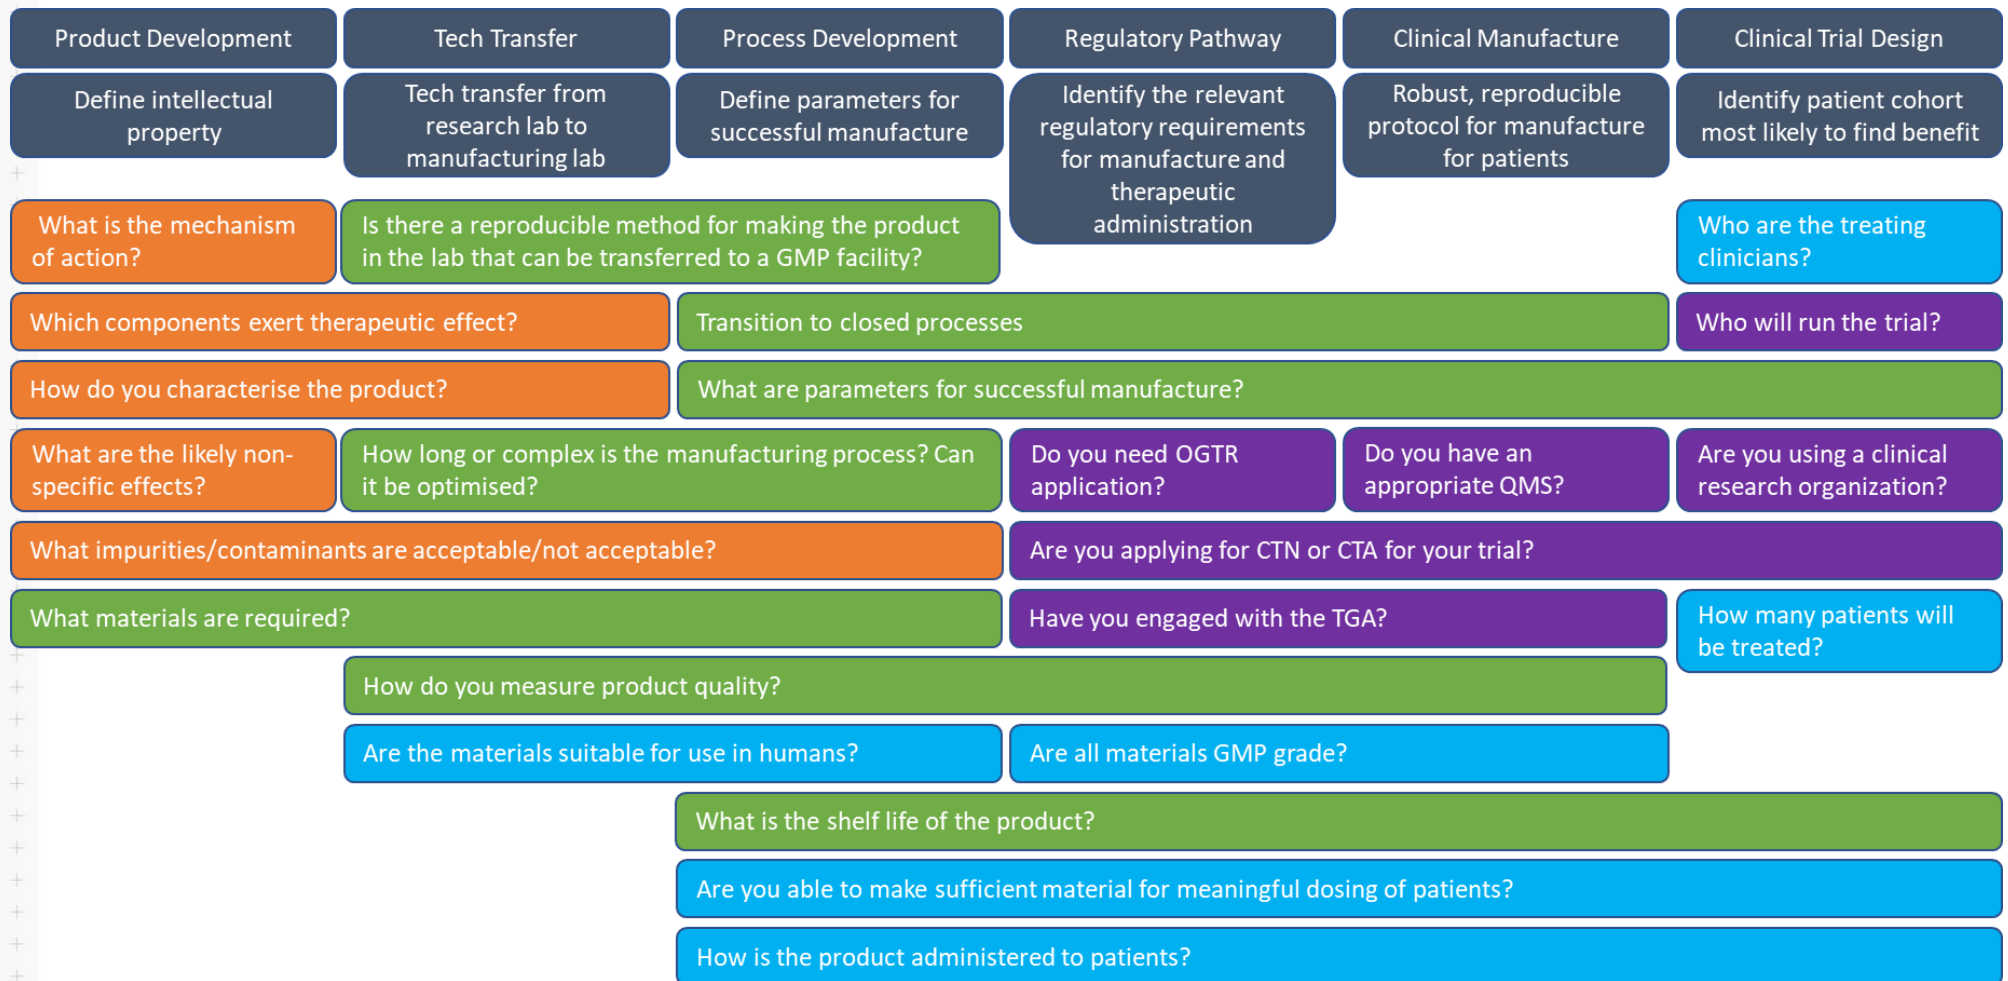 Product Development
Tech Transfer
Process Development
Regulatory Pathway
Clinical Manufacture
Clinical Trial Design
Define intellectual
property
Tech transfer from
research lab to
manufacturing lab
Define parameters for
successful manufacture
Identify the relevant
regulatory requirements
for manufacture and
therapeutic
administration
Robust, reproducible
protocol for manufacture
for patients
Identify patient cohort
most likely to find benefit
What is the mechanism
of action?
Is there a reproducible method for making the product
in the lab that can be transferred to a GMP facility?
Who are the treating
clinicians?
Which components exert therapeutic effect?
Transition to closed processes
Who will run the trial?
How do you characterise the product?
What are parameters for successful manufacture?
What are the likely non-
specific effects?
How long or complex is the manufacturing process? Can
it be optimised?
Do you need OGTR
application?
Do you have an
appropriate QMS?
Are you using a clinical
research organization?
What impurities/contaminants are acceptable/not acceptable?
Are you applying for CTN or CTA for your trial?
What materials are required?
Have you engaged with the TGA?
How many patients will
be treated?
How do you measure product quality?
Are the materials suitable for use in humans?
Are all materials GMP grade?
What is the shelf life of the product?
Are you able to make sufficient material for meaningful dosing of patients?
How is the product administered to patients?